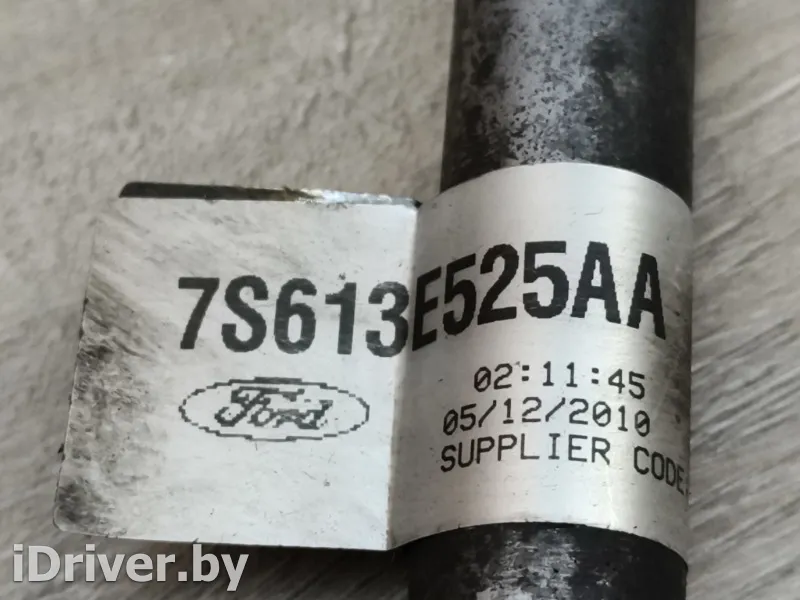 7S613E525AA
Ford
02:11:45
05/12/2010
SUPPLIER CODE:
iDriver.by